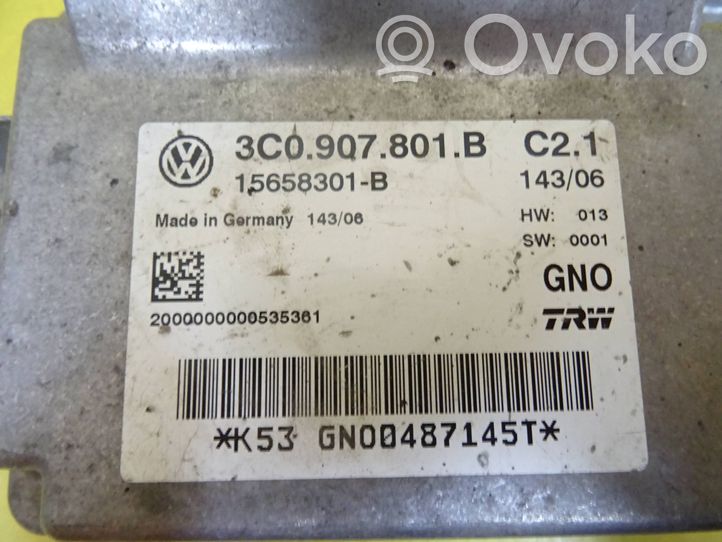 Ovoko
3C0.907.801.B C2.1
15658301-B 143/06
Made in Germany 143/06 HW: 013
SW: 0001
GNO
2000000000535361 TRW
*K53 GNO00487145T*